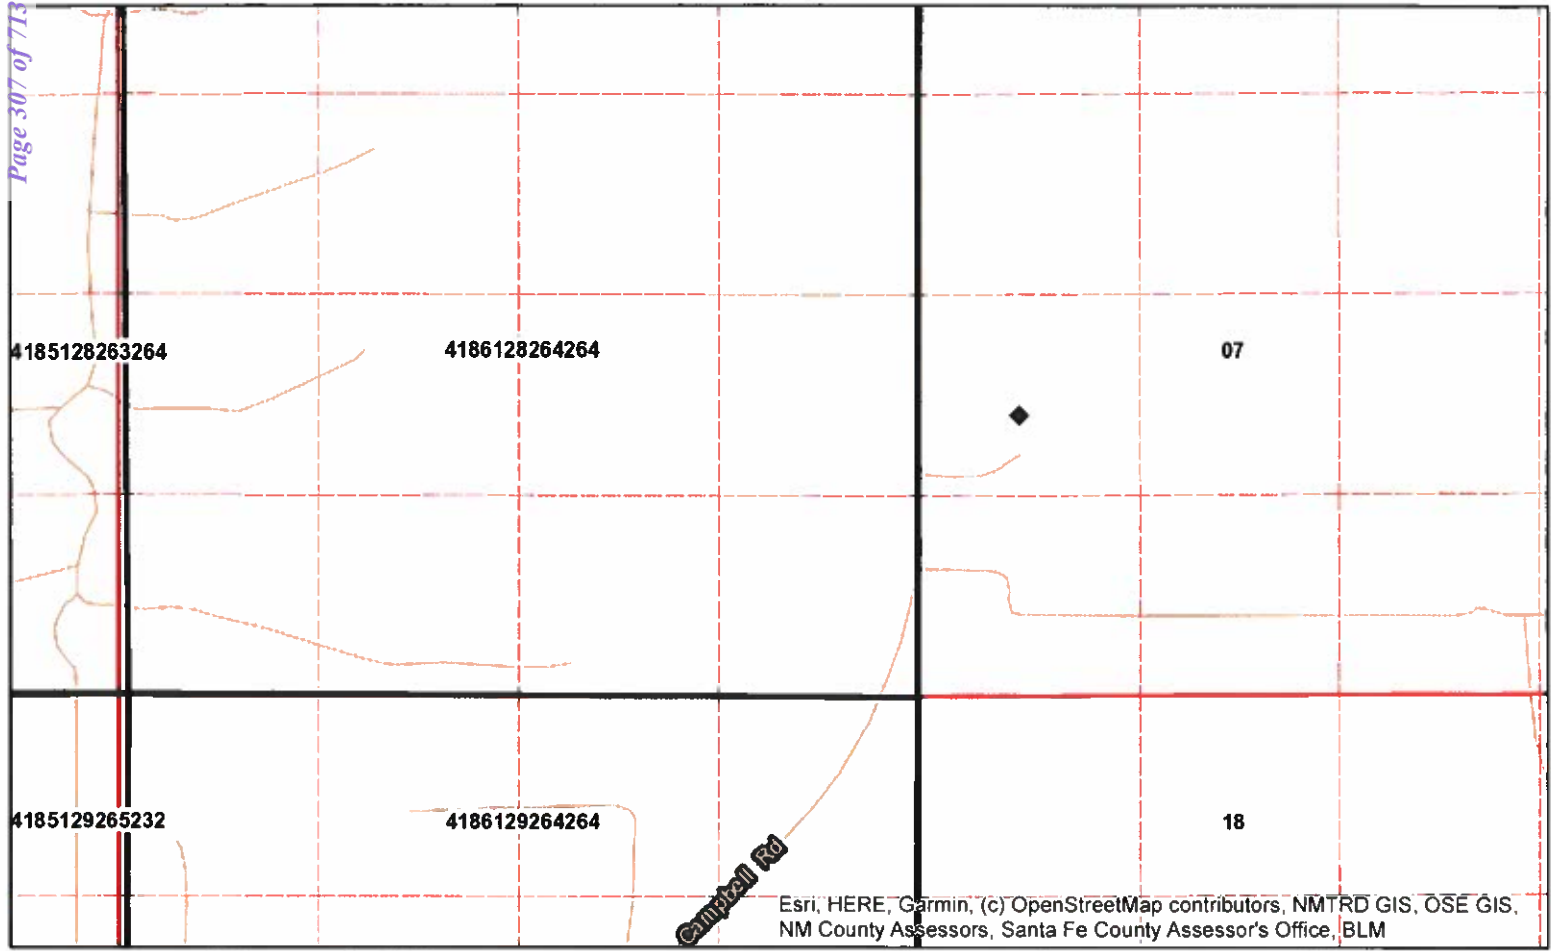 Page 307 of 713
4185128263264
4186128264264
07
4185129265232
4186129264264
18
Campbell Rd
Esri, HERE, Garmin, (c) OpenStreetMap contributors, NMTRD GIS, OSE GIS,
NM County Assessors, Santa Fe County Assessor's Office, BLM